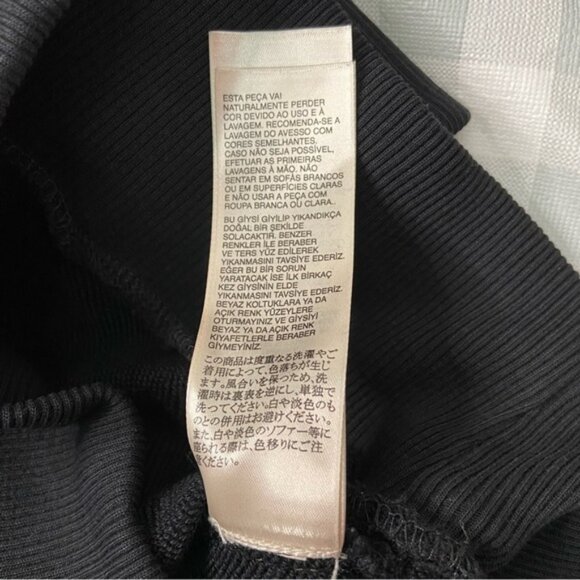 ESTA PEÇA VAI
NATURALMENTE PERDER
COR DEVIDO AO USO E À
LAVAGEM. RECOMENDA-SE A
LAVAGEM DO AVESSO COM
CORES SEMELHANTES.
CASO NÃO SEJA POSSÍVEL,
EFETUAR AS PRIMEIRAS
LAVAGENS À MÃO. NÃO
SENTAR EM SOFÁS BRANCOS
OU EM SUPERFÍCIES CLARAS
E NÃO USAR A PEÇA COM
ROUPA BRANCA OU CLARA..
BU GİYSİ GİYİLİP YIKANDIKÇA
DOĞAL BİR ŞEKİLDE
SOLACAKTIR. BENZER
RENKLER İLE BERABER
VE TERS YÜZ EDİLEREK
YIKANMASINI TAVSİYE EDERİZ.
EĞER BU BİR SORUN
YARATACAK İSE İLK BİRKAÇ
KEZ GİYSİNİN ELDE
YIKANMASINI TAVSİYE EDERİZ.
BEYAZ KOLTUKLARA YA DA
AÇIK RENK YÜZEYLERE
OTURMAYINIZ VE GİYSİYİ
BEYAZ YA DA AÇIK RENK
KIYAFETLERLE BERABER
GİYMEYİNİZ.
この商品は度重なる洗濯やご
着用によって、色落ちが生じ
ます。風合いを保つため、洗
濯時は裏表を逆にし、単独で
洗ってください。白や淡色のも
のとの併用はお避けください。
また、白や淡色のソファー等に
座られる際は、色移りにご注
意ください。